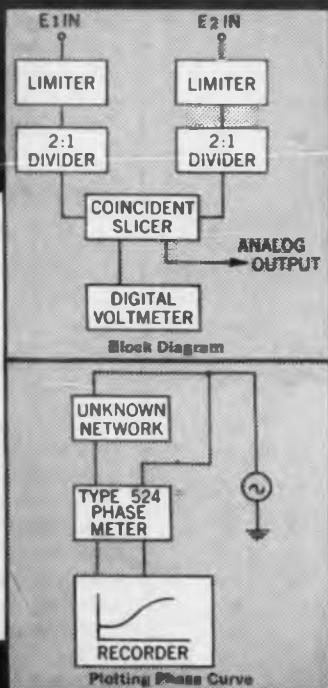 E1 IN E2 IN
LIMITER LIMITER
2:1 2:1
DIVIDER DIVIDER
COINCIDENT
SLICER
ANALOG
OUTPUT
DIGITAL
VOLTMETER
Block Diagram
UNKNOWN
NETWORK
TYPE 524
PHASE
METER
RECORDER
Plotting Phase Curve